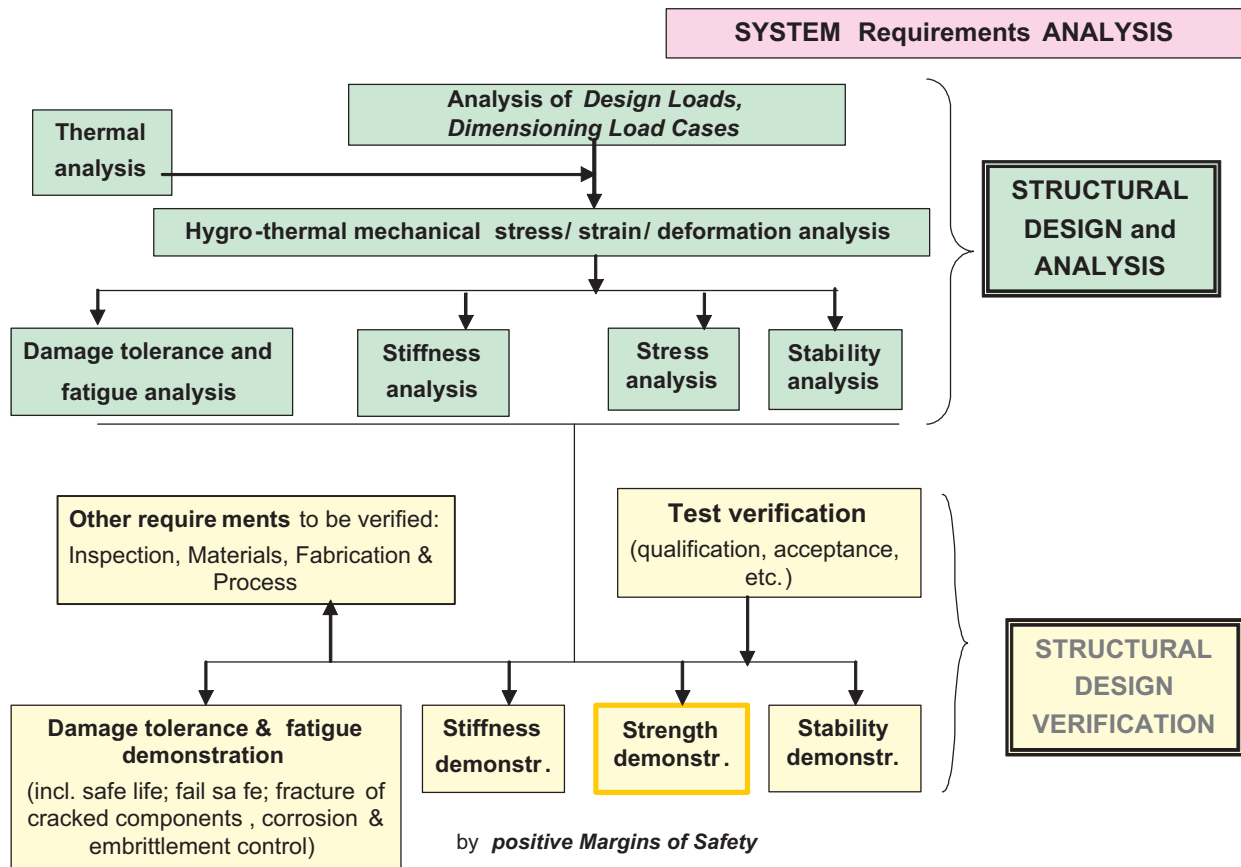 SYSTEM Requirements ANALYSIS
Analysis of Design Loads,
Dimensioning Load Cases
Thermal
analysis
STRUCTURAL
DESIGN and
ANALYSIS
Hygro-thermal mechanical stress/ strain/ deformation analysis
Damage tolerance and
fatigue analysis
Stiffness
analysis
Stress
analysis
Stability
analysis
Other require ments to be verified:
Inspection, Materials, Fabrication &
Process
Test verification
(qualification, acceptance,
etc.)
STRUCTURAL
DESIGN
VERIFICATION
Damage tolerance & fatigue
demonstration
(incl. safe life; fail sa fe; fracture of
cracked components , corrosion &
embrittlement control)
Stiffness
demonstr.
Strength
demonstr.
Stability
demonstr.
by positive Margins of Safety